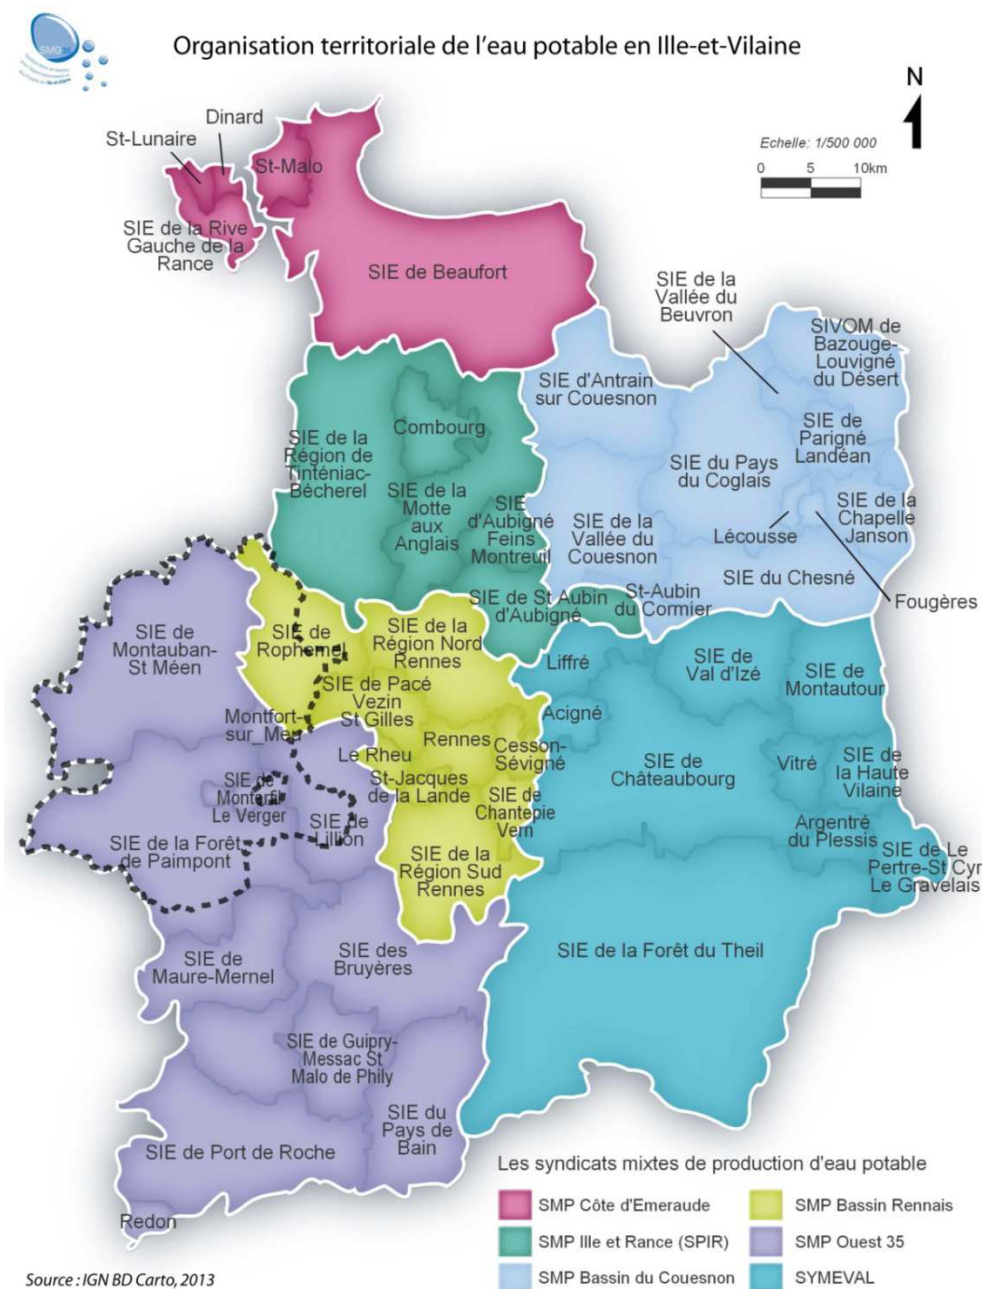 SMG 35
Organisation territoriale de l'eau potable en Ille-et-Vilaine
N
Echelle: 1/500 000
0 5 10km
Dinard
St-Lunaire
St-Malo
SIE de la Rive
Gauche de la
Rance
SIE de Beaufort
SIE de la
Vallée du
Beuvron
SIVOM de
Bazouge-
Louvigné
du Désert
SIE d'Antrain
sur Couesnon
SIE de
Parigné
Landéan
SIE du Pays
du Coglais
SIE de la
Chapelle
Janson
Lécousse
SIE de la
Vallée du
Couesnon
SIE du Chesné
Fougères
St-Aubin
du Cormier
Combourg
SIE de la
Région de
Tinténiac-
Bécherel
SIE de la
Motte
aux
Anglais
SIE
d'Aubigné
Feins
Montreuil
SIE de St Aubin
d'Aubigné
SIE de
Montauban-
St Méen
SIE de
Rophemel
SIE de la
Région Nord
Rennes
SIE de Pacé
Vezin
St Gilles
Liffré
Acigné
SIE de
Val d'Izé
SIE de
Montautour
Montfort-
sur_Meu
Le Rheu
Rennes
Cesson-
Sévigné
St-Jacques
de la Lande
SIE de
Chantepie
Vern
SIE de
Châteaubourg
Vitré
SIE de
la Haute
Vilaine
SIE de
Monterfil
Le Verger
SIE de
Lillion
SIE de la Forêt
de Paimpont
SIE de la
Région Sud
Rennes
Argentré
du Plessis
SIE de Le
Pertre-St Cyr
Le Gravelais
SIE de
Maure-Mernel
SIE des
Bruyères
SIE de la Forêt du Theil
SIE de Guipry-
Messac St
Malo de Phily
SIE du
Pays de
Bain
SIE de Port de Roche
Redon
Les syndicats mixtes de production d'eau potable
SMP Côte d'Emeraude
SMP Bassin Rennais
SMP Ille et Rance (SPIR)
SMP Ouest 35
SMP Bassin du Couesnon
SYMEVAL
Source : IGN BD Carto, 2013